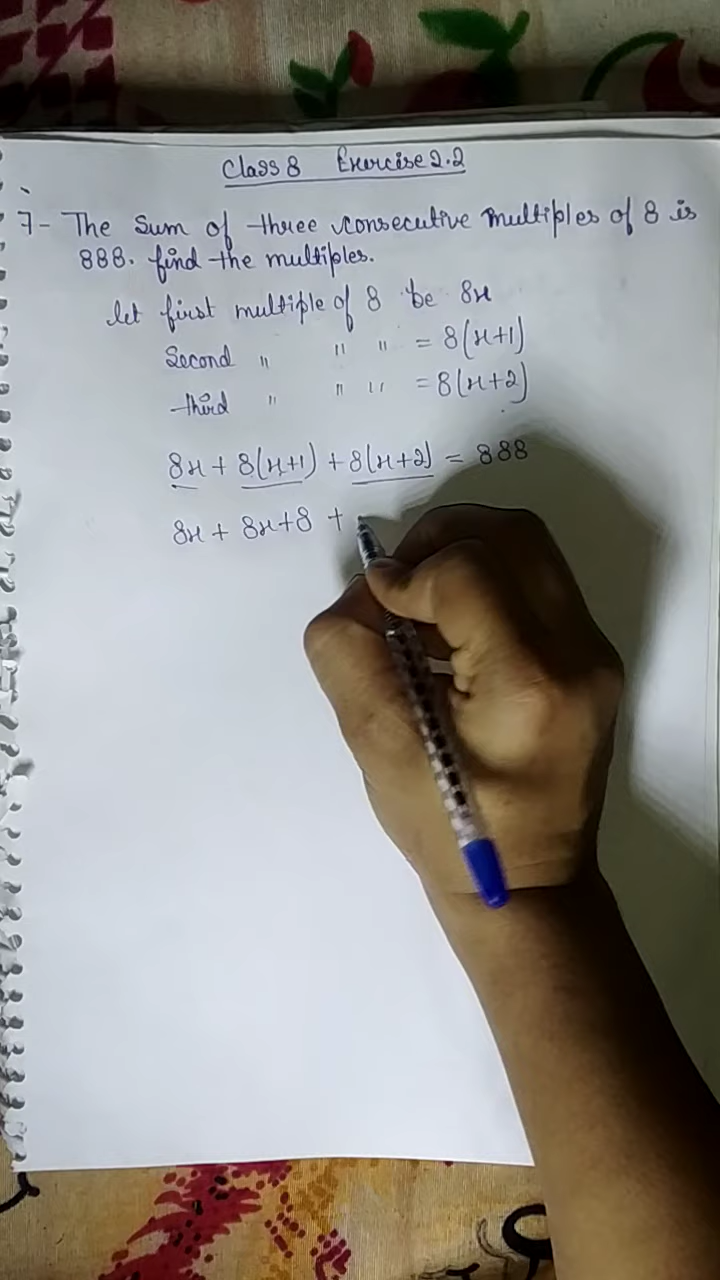 Class 8 Exercise 2.2
7- The Sum of three consecutive multiples of 8 is
888. find the multiples.
let first multiple of 8 be 8x
Second " " " = 8(x+1)
third " " " = 8(x+2)
8x + 8(x+1) + 8(x+2) = 888
8x + 8x+8 +